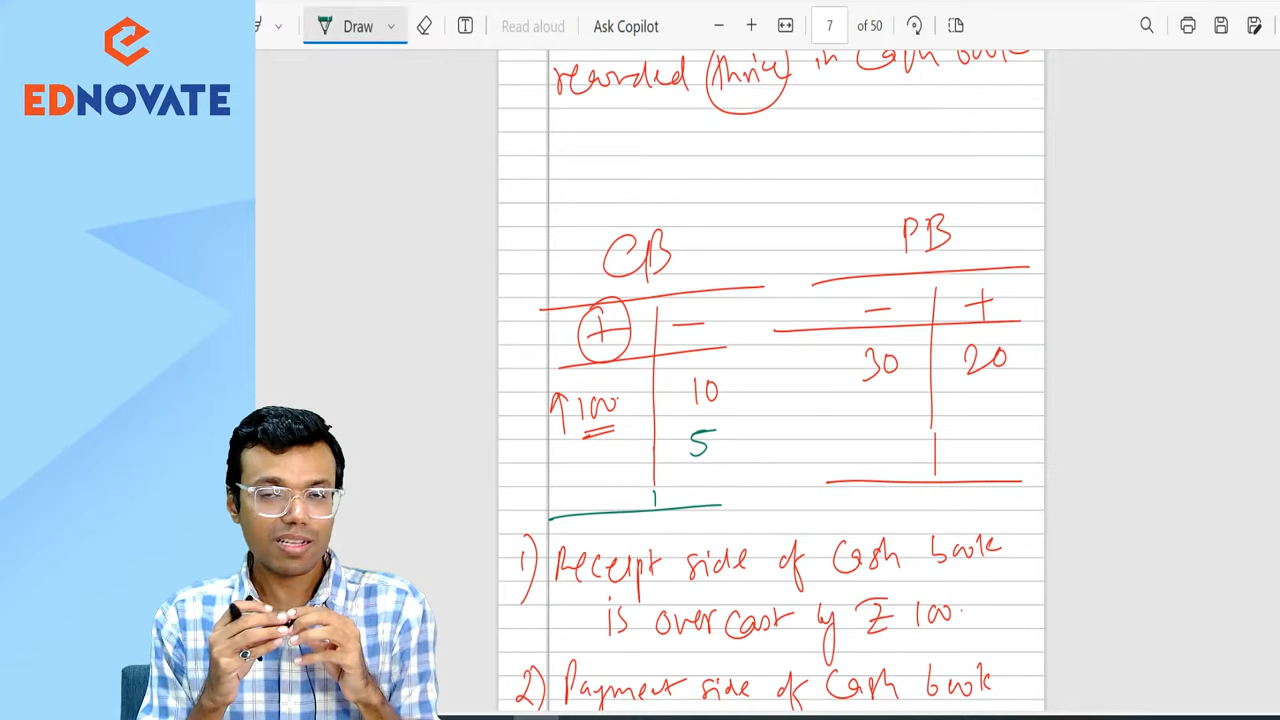 Draw
Read aloud
Ask Copilot
7
of 50
EDNOVATE
recorded thrice in Cash book
CB
PB
+ -
- +
30 20
↑ 100
10
5
1) Receipt side of Cash book
is overcast by ₹ 100.
2) Payment side of Cash book